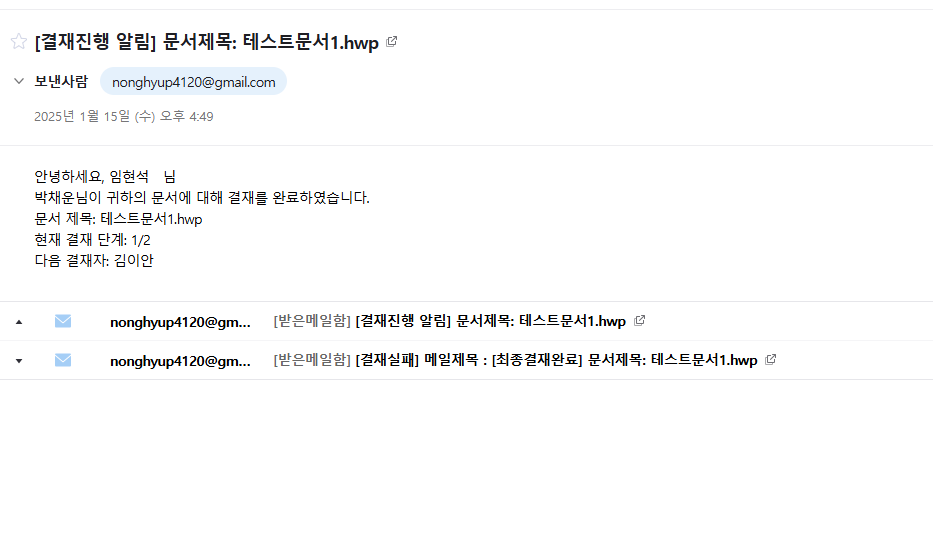 [결재진행 알림] 문서제목: 테스트문서1.hwp
보낸사람 nonghyup4120@gmail.com
2025년 1월 15일 (수) 오후 4:49
안녕하세요, 임현석 님
박채운님이 귀하의 문서에 대해 결재를 완료하였습니다.
문서 제목: 테스트문서1.hwp
현재 결재 단계: 1/2
다음 결재자: 김이안
nonghyup4120@gm... [받은메일함] [결재진행 알림] 문서제목: 테스트문서1.hwp
nonghyup4120@gm... [받은메일함] [결재실패] 메일제목 : [최종결재완료] 문서제목: 테스트문서1.hwp